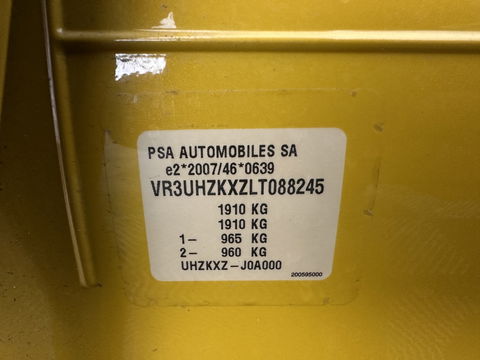 PSA AUTOMOBILES SA
e2*2007/46*0639
VR3UHZKXZLT088245
1910 KG
1910 KG
1- 965 KG
2- 960 KG
UHZKXZ-J0A000
200595000